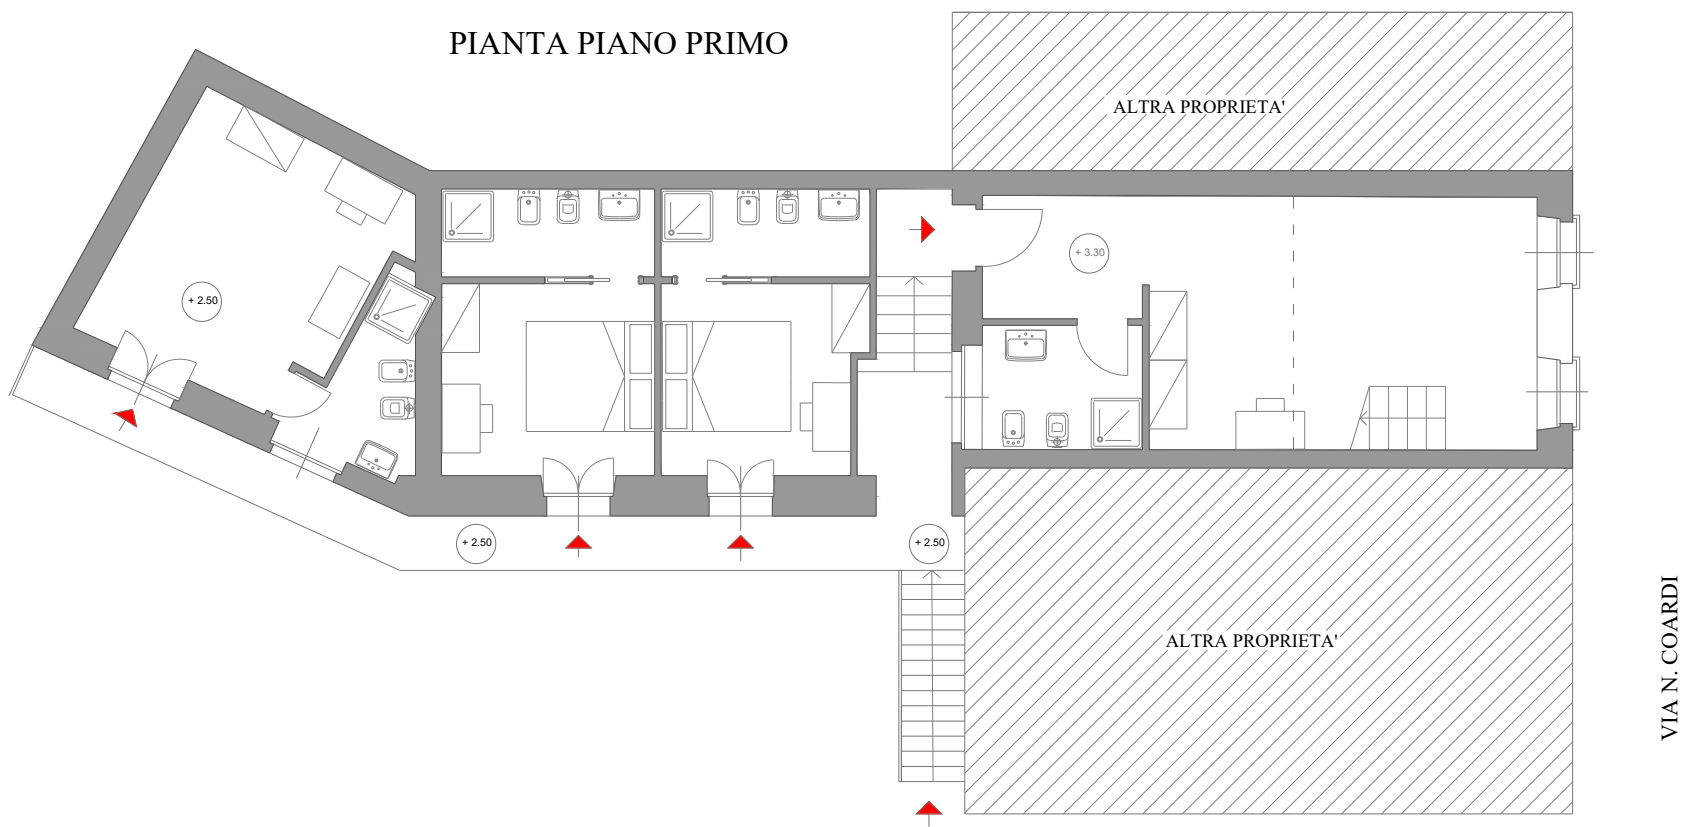 PIANTA PIANO PRIMO
ALTRA PROPRIETA'
+ 3.30
+ 2.50
+ 2.50
+ 2.50
ALTRA PROPRIETA'
VIA N. COARDI